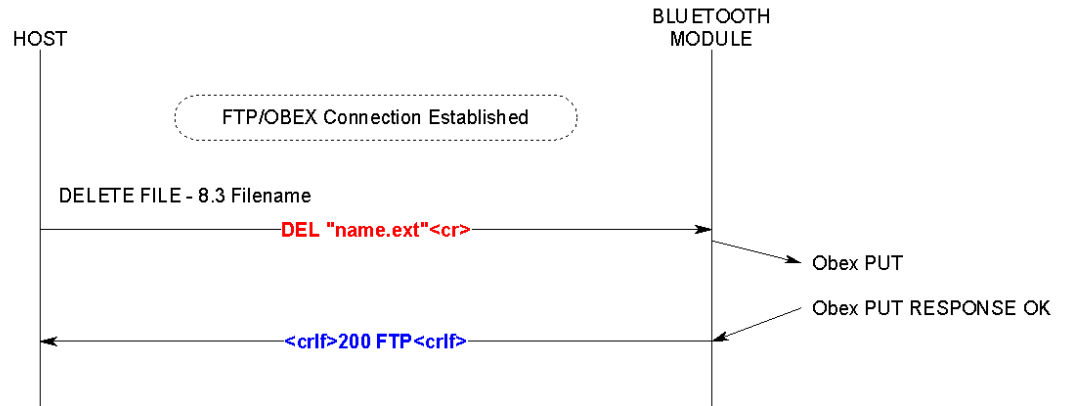 HOST
BLUETOOTH
MODULE
FTP/OBEX Connection Established
DELETE FILE - 8.3 Filename
DEL "name.ext"<cr>
Obex PUT
Obex PUT RESPONSE OK
<crlf>200 FTP<crlf>